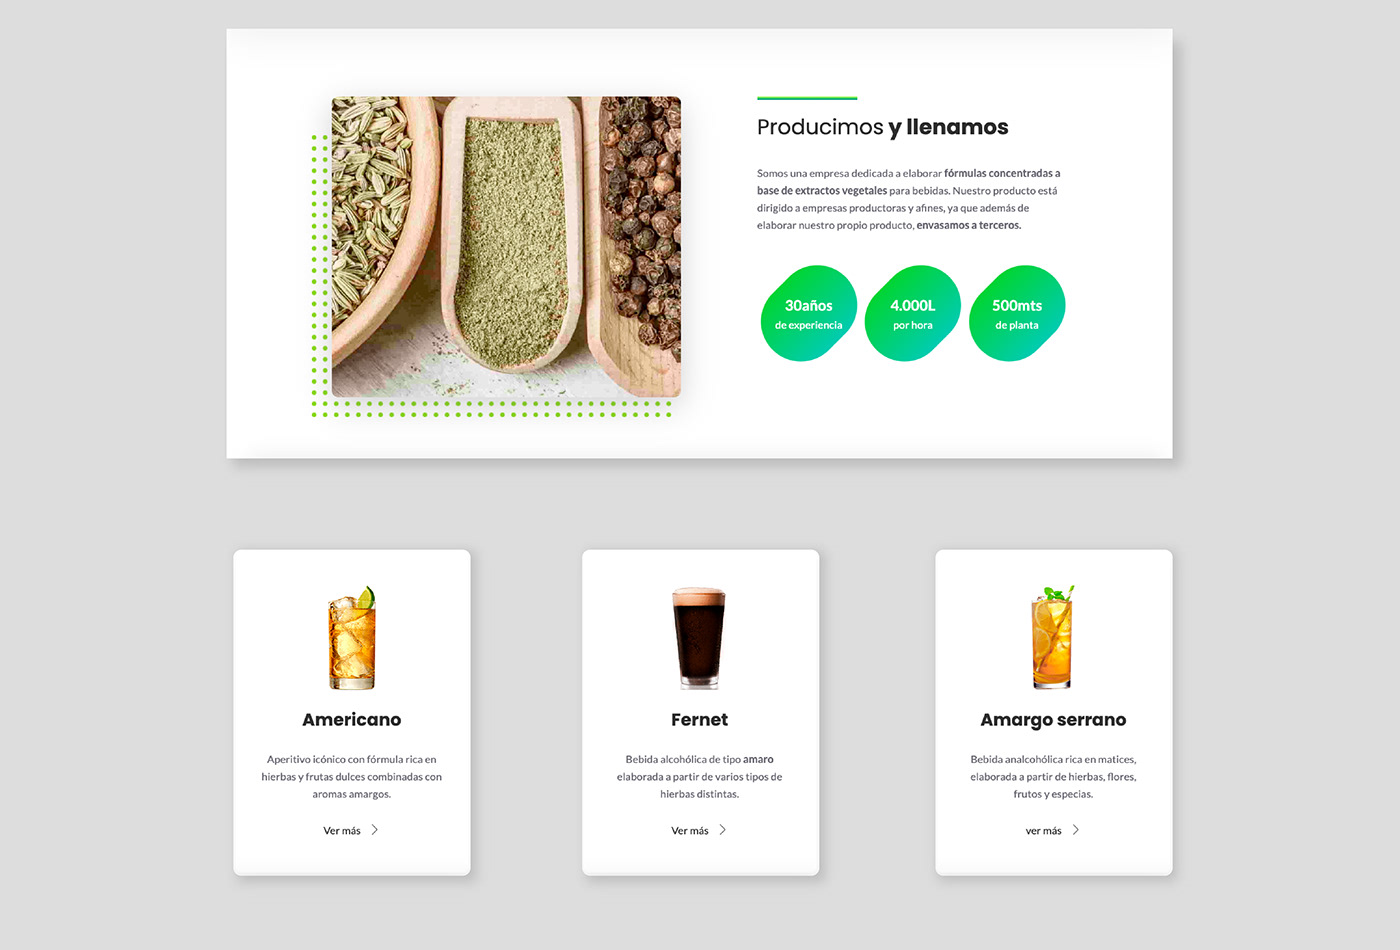 Producimos y llenamos
Somos una empresa dedicada a elaborar fórmulas concentradas a
base de extractos vegetales para bebidas. Nuestro producto está
dirigido a empresas productoras y afines, ya que además de
elaborar nuestro propio producto, envasamos a terceros.
30años
de experiencia
4.000L
por hora
500mts
de planta
Americano
Aperitivo icónico con fórmula rica en
hierbas y frutas dulces combinadas con
aromas amargos.
Ver más
Fernet
Bebida alcohólica de tipo amaro
elaborada a partir de varios tipos de
hierbas distintas.
Ver más
Amargo serrano
Bebida analcohólica rica en matices,
elaborada a partir de hierbas, flores,
frutos y especias.
ver más